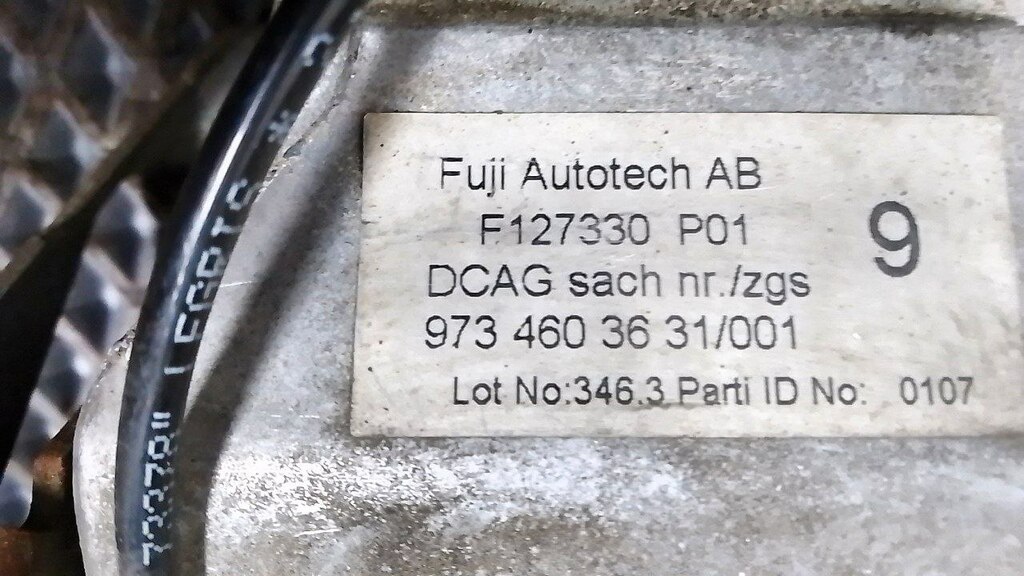 Fuji Autotech AB
F127330 P01
9
DCAG sach nr./zgs
973 460 36 31/001
Lot No:346.3 Parti ID No: 0107